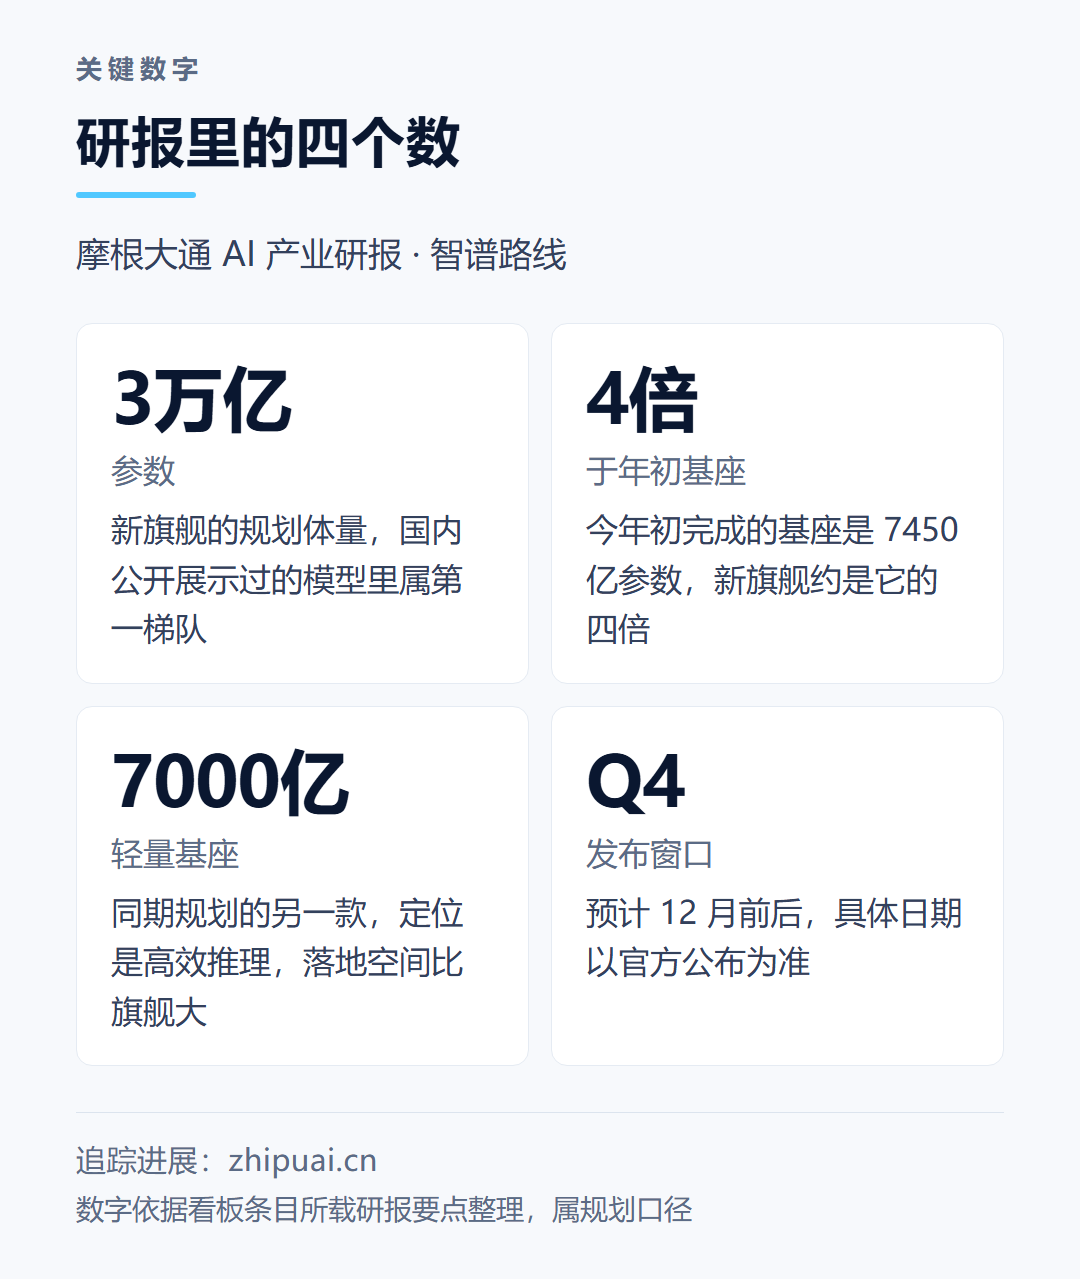 关键数字
研报里的四个数
摩根大通 AI 产业研报 · 智谱路线
3万亿
参数
新旗舰的规划体量，国内
公开展示过的模型里属第
一梯队
4倍
于年初基座
今年初完成的基座是 7450
亿参数，新旗舰约是它的
四倍
7000亿
轻量基座
同期规划的另一款，定位
是高效推理，落地空间比
旗舰大
Q4
发布窗口
预计 12 月前后，具体日期
以官方公布为准
追踪进展：zhipuai.cn
数字依据看板条目所载研报要点整理，属规划口径